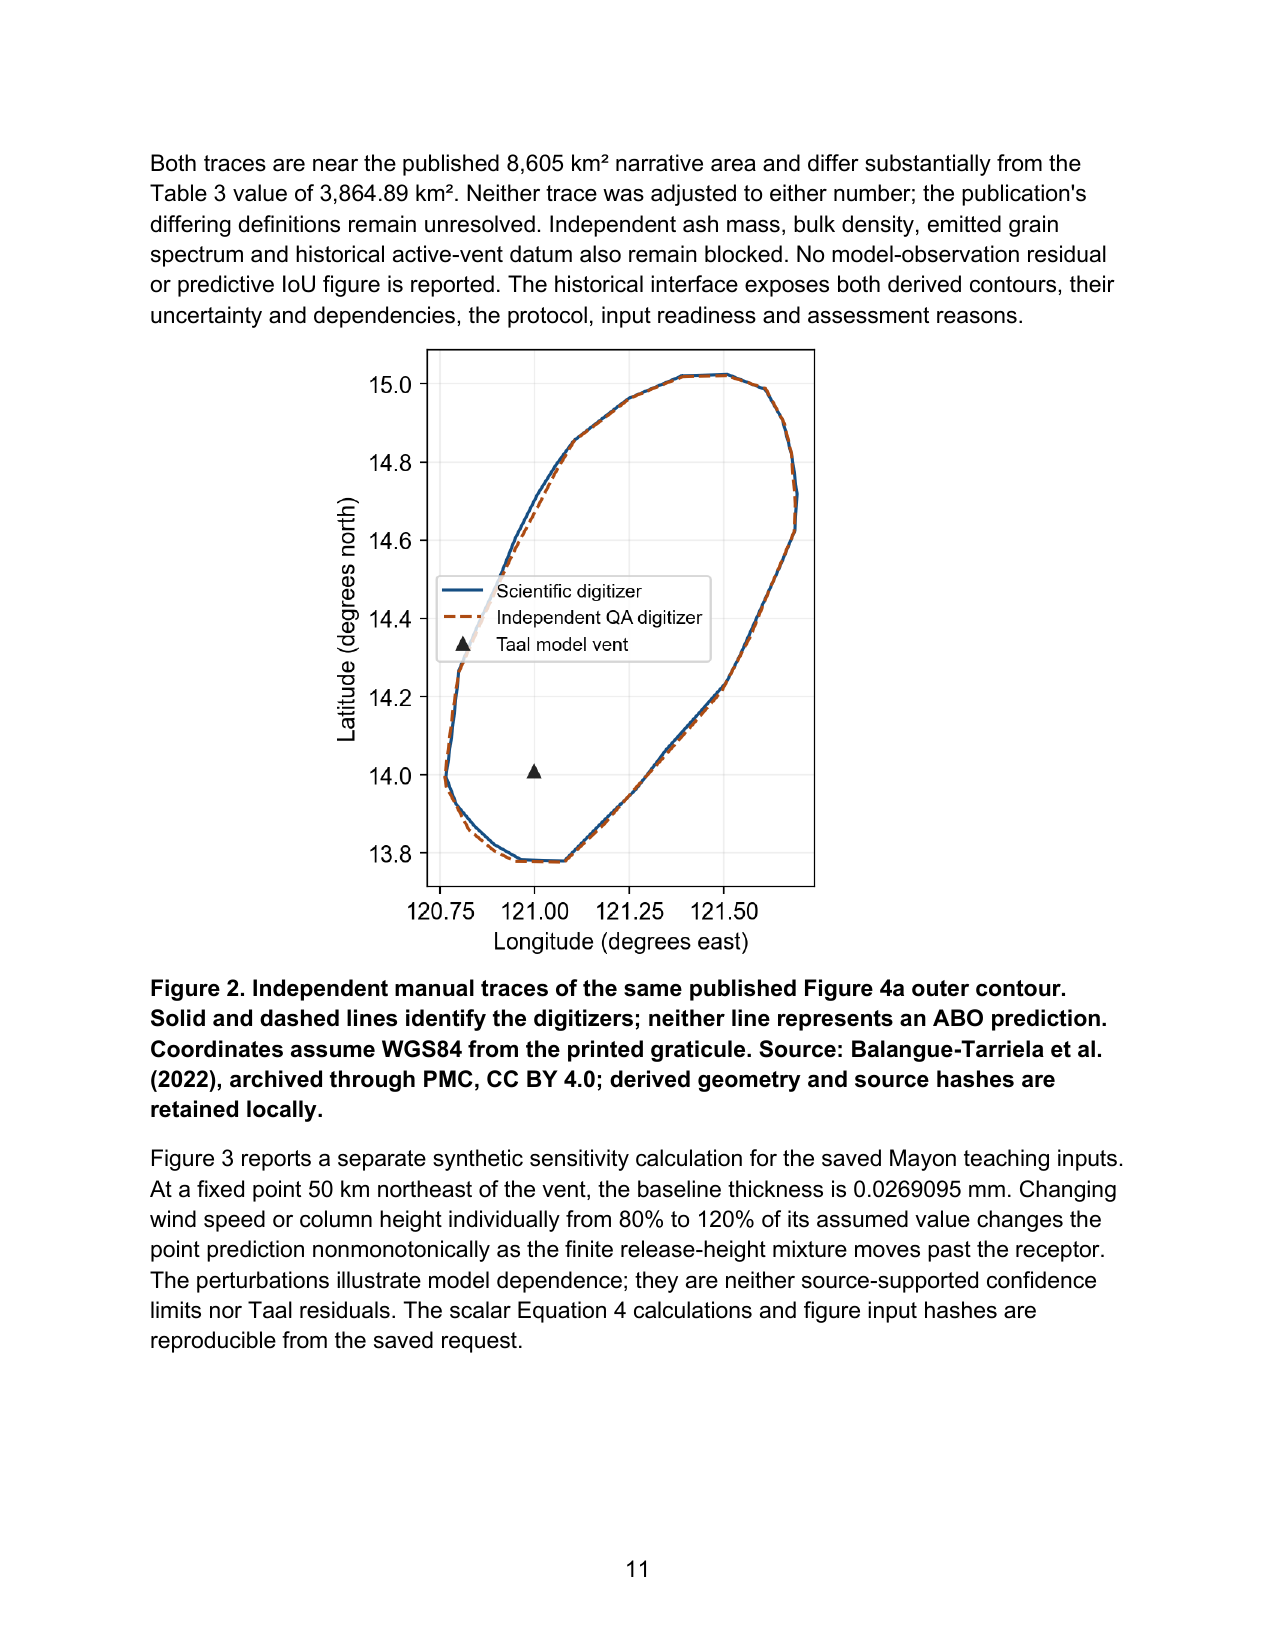 Both traces are near the published 8,605 km² narrative area and differ substantially from the
Table 3 value of 3,864.89 km². Neither trace was adjusted to either number; the publication's
differing definitions remain unresolved. Independent ash mass, bulk density, emitted grain
spectrum and historical active-vent datum also remain blocked. No model-observation residual
or predictive IoU figure is reported. The historical interface exposes both derived contours, their
uncertainty and dependencies, the protocol, input readiness and assessment reasons.
15.0
14.8
14.6
14.4
14.2
14.0
13.8
Latitude (degrees north)
Scientific digitizer
Independent QA digitizer
Taal model vent
120.75 121.00 121.25 121.50
Longitude (degrees east)
Figure 2. Independent manual traces of the same published Figure 4a outer contour.
Solid and dashed lines identify the digitizers; neither line represents an ABO prediction.
Coordinates assume WGS84 from the printed graticule. Source: Balangue-Tarriela et al.
(2022), archived through PMC, CC BY 4.0; derived geometry and source hashes are
retained locally.
Figure 3 reports a separate synthetic sensitivity calculation for the saved Mayon teaching inputs.
At a fixed point 50 km northeast of the vent, the baseline thickness is 0.0269095 mm. Changing
wind speed or column height individually from 80% to 120% of its assumed value changes the
point prediction nonmonotonically as the finite release-height mixture moves past the receptor.
The perturbations illustrate model dependence; they are neither source-supported confidence
limits nor Taal residuals. The scalar Equation 4 calculations and figure input hashes are
reproducible from the saved request.
11